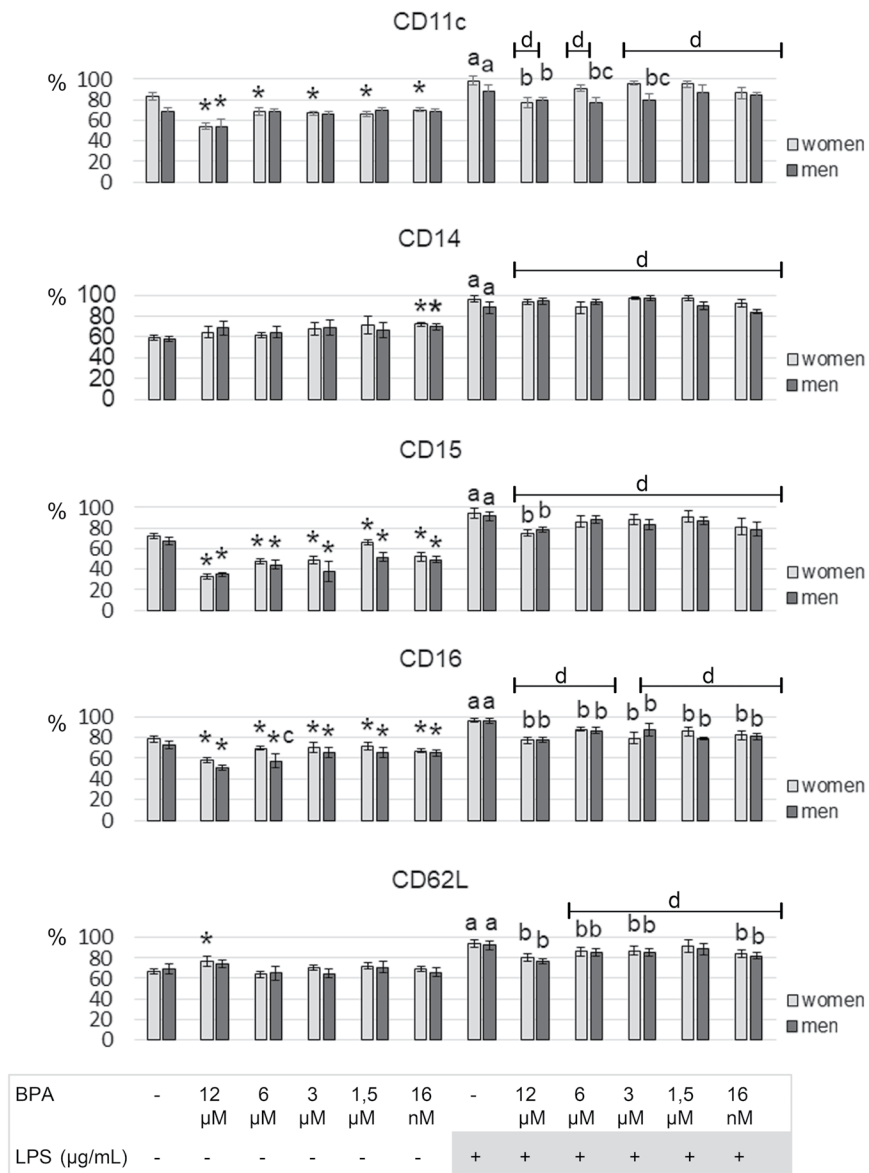 CD11c
d d d
a a b b bc bc
%
100
80
60
40
20
0
* * * * * *
women
men
CD14
d
a a
%
100
80
60
40
20
0
**
women
men
CD15
d
a a b b
%
100
80
60
40
20
0
* * * * * * * * * *
women
men
CD16
d d
a a b b b b b b b b b b
%
100
80
60
40
20
0
* * * * c * * * * * *
women
men
CD62L
d
a a b b b b b b b b
%
100
80
60
40
20
0
*
women
men
BPA - 12 6 3 1,5 16 - 12 6 3 1,5 16
µM µM µM µM nM µM µM µM µM nM
LPS (µg/mL) - - - - - - + + + + + +